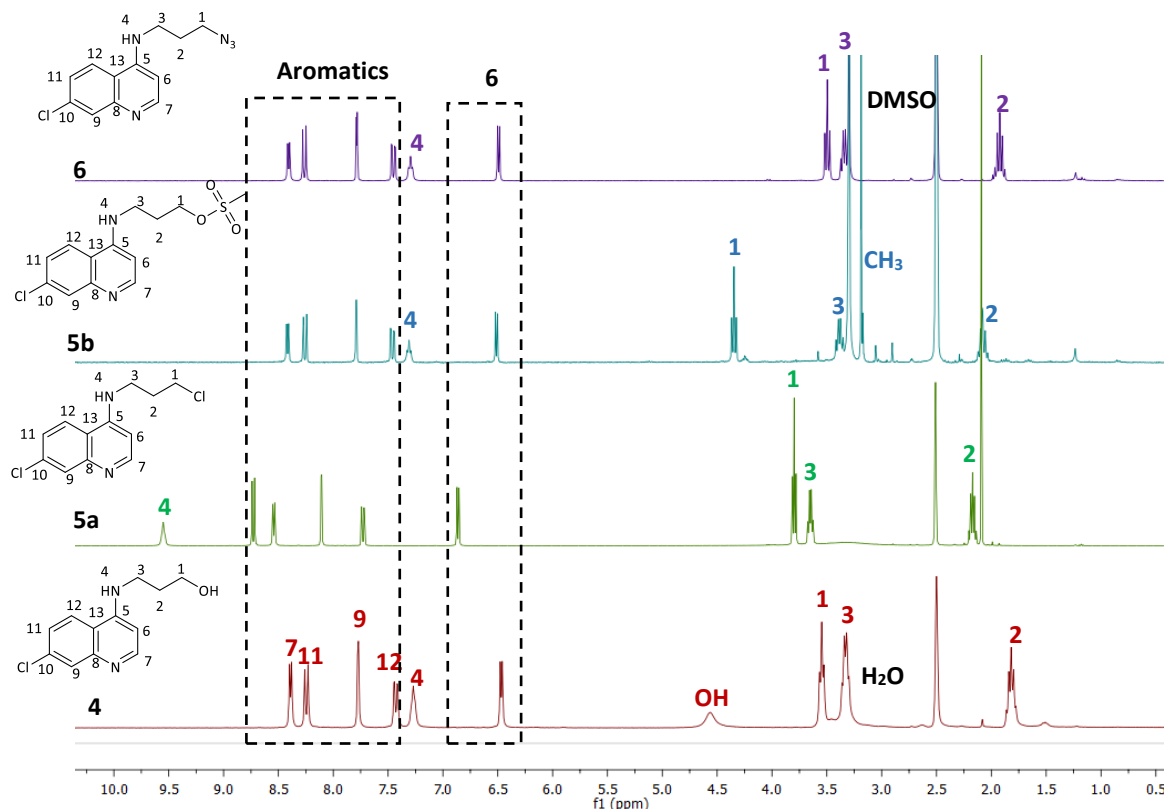 4 3 1
HN 2 N3
12 13 5
11 6
Cl 10 9 8 N 7
6
Aromatics
6
4
1
3
DMSO
2
4 3 1 O
HN 2 O S O
12 13 5
11 6
Cl 10 9 8 N 7
5b
4
1
3
CH3
2
4 3 1
HN 2 Cl
12 13 5
11 6
Cl 10 9 8 N 7
5a
4
1
3
2
4 3 1
HN 2 OH
12 13 5
11 6
Cl 10 9 8 N 7
4
7
11
9
12
4
OH
1
3
H2O
2
10.0 9.5 9.0 8.5 8.0 7.5 7.0 6.5 6.0 5.5 5.0 4.5 4.0 3.5 3.0 2.5 2.0 1.5 1.0 0.5
f1 (ppm)